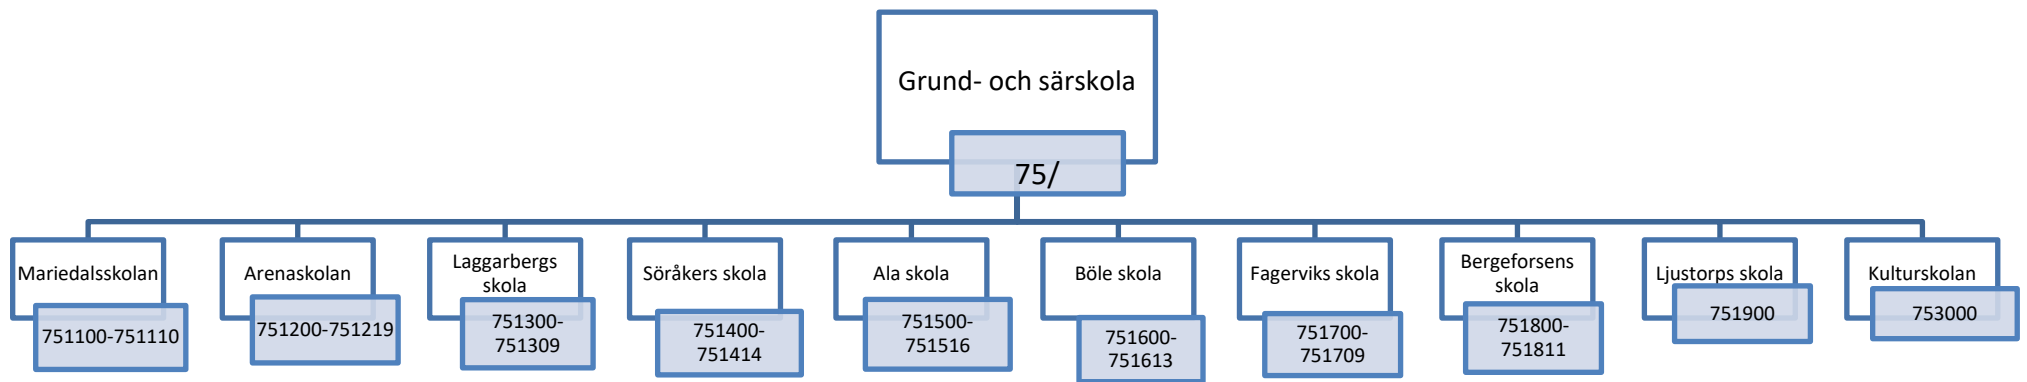 Grund- och särskola
75/
Mariedalsskolan
751100-751110
Arenaskolan
751200-751219
Laggarbergs
skola
751300-
751309
Söråkers skola
751400-
751414
Ala skola
751500-
751516
Böle skola
751600-
751613
Fagerviks skola
751700-
751709
Bergeforsens
skola
751800-
751811
Ljustorps skola
751900
Kulturskolan
753000